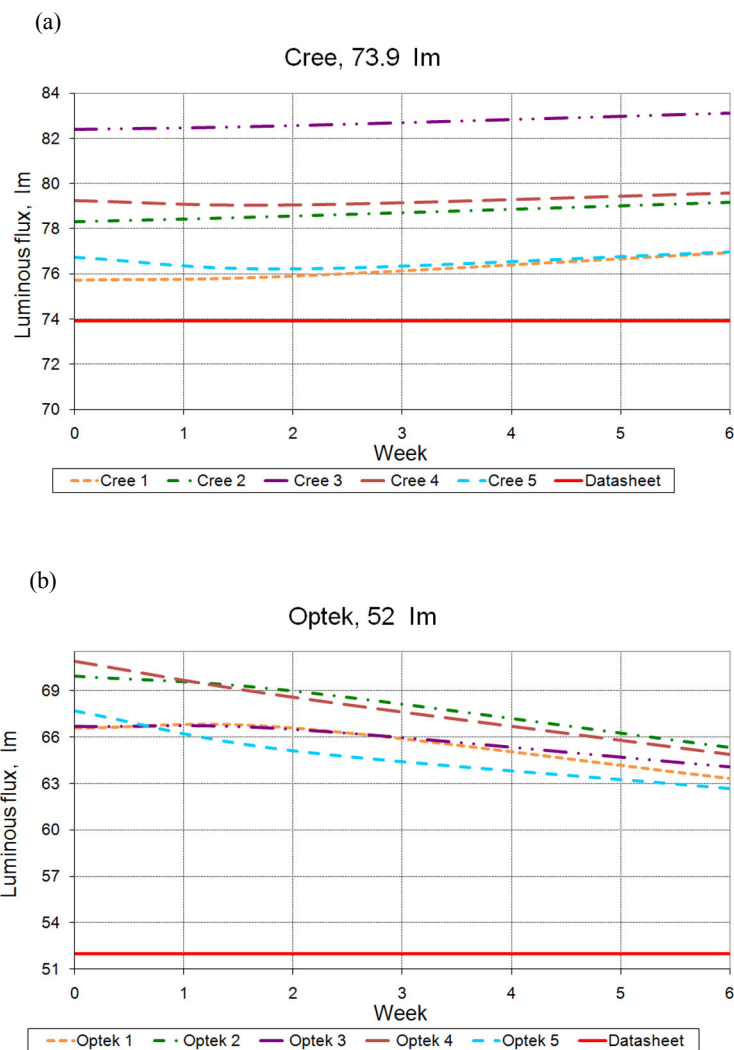 (a)
Cree, 73.9 lm
Luminous flux, lm
84
82
80
78
76
74
72
70
0 1 2 3 4 5 6
Week
Cree 1 Cree 2 Cree 3 Cree 4 Cree 5 Datasheet
(b)
Optek, 52 lm
Luminous flux, lm
69
66
63
60
57
54
51
0 1 2 3 4 5 6
Week
Optek 1 Optek 2 Optek 3 Optek 4 Optek 5 Datasheet